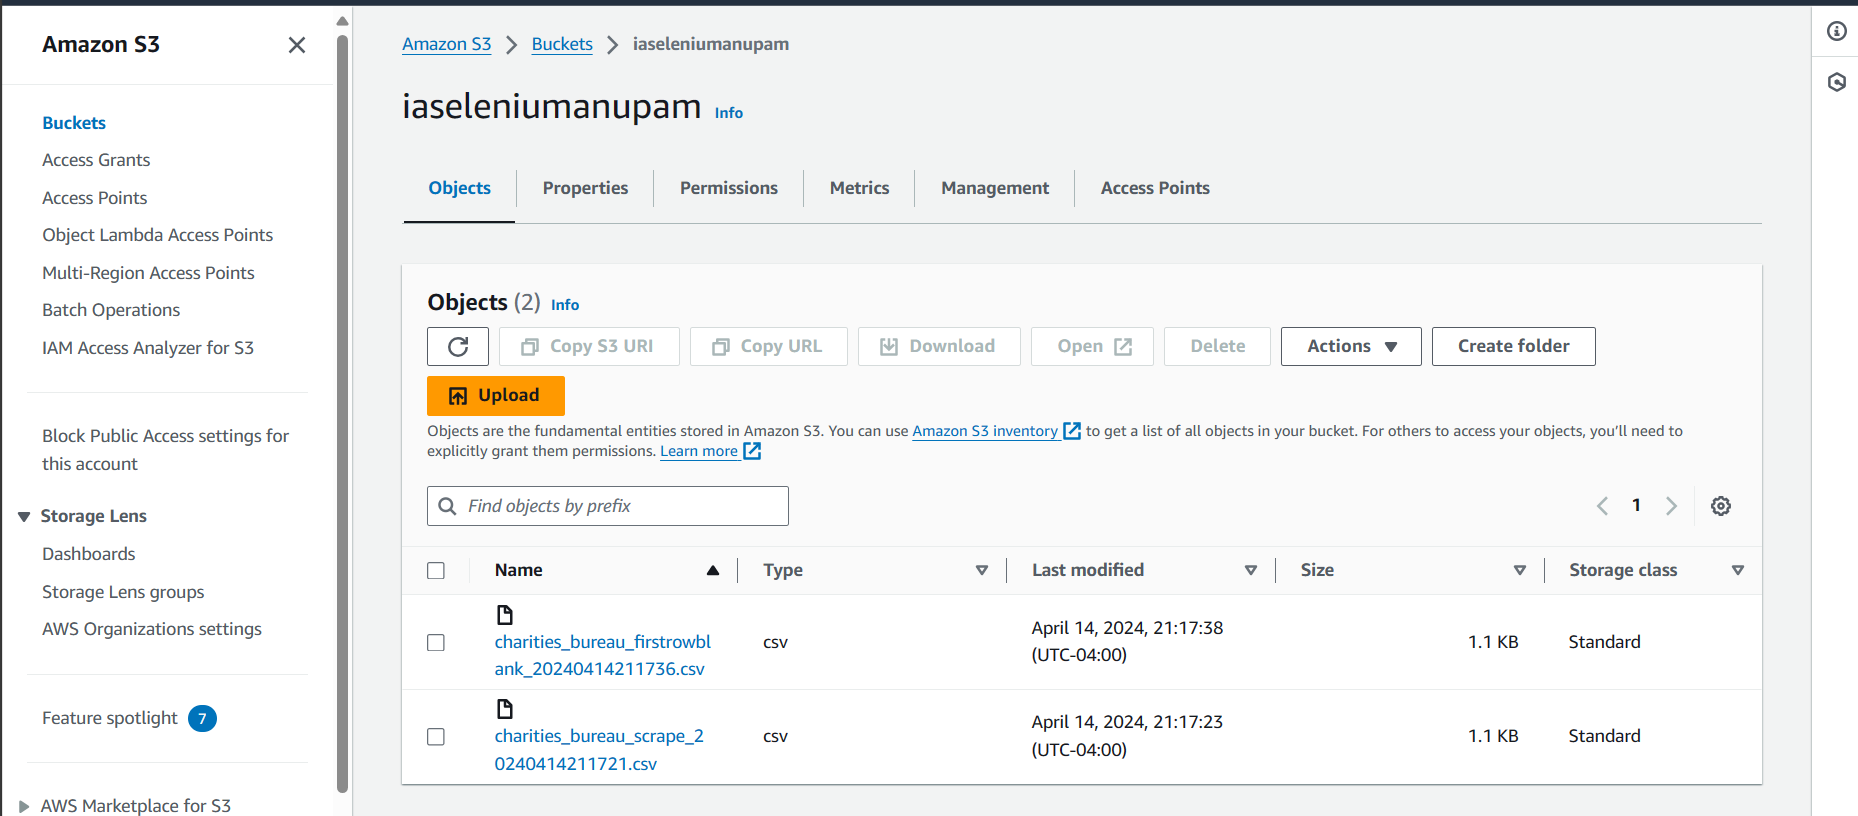 Amazon S3
Buckets
Access Grants
Access Points
Object Lambda Access Points
Multi-Region Access Points
Batch Operations
IAM Access Analyzer for S3
Block Public Access settings for
this account
Storage Lens
Dashboards
Storage Lens groups
AWS Organizations settings
Feature spotlight 7
AWS Marketplace for S3
Amazon S3 > Buckets > iaseleniumanupam
iaseleniumanupam Info
Objects Properties Permissions Metrics Management Access Points
Objects (2) Info
Copy S3 URI Copy URL Download Open Delete Actions Create folder
Upload
Objects are the fundamental entities stored in Amazon S3. You can use Amazon S3 inventory to get a list of all objects in your bucket. For others to access your objects, you’ll need to
explicitly grant them permissions. Learn more
Find objects by prefix
1
Name Type Last modified Size Storage class
charities_bureau_firstrowbl
ank_20240414211736.csv
csv
April 14, 2024, 21:17:38
(UTC-04:00)
1.1 KB
Standard
charities_bureau_scrape_2
0240414211721.csv
csv
April 14, 2024, 21:17:23
(UTC-04:00)
1.1 KB
Standard